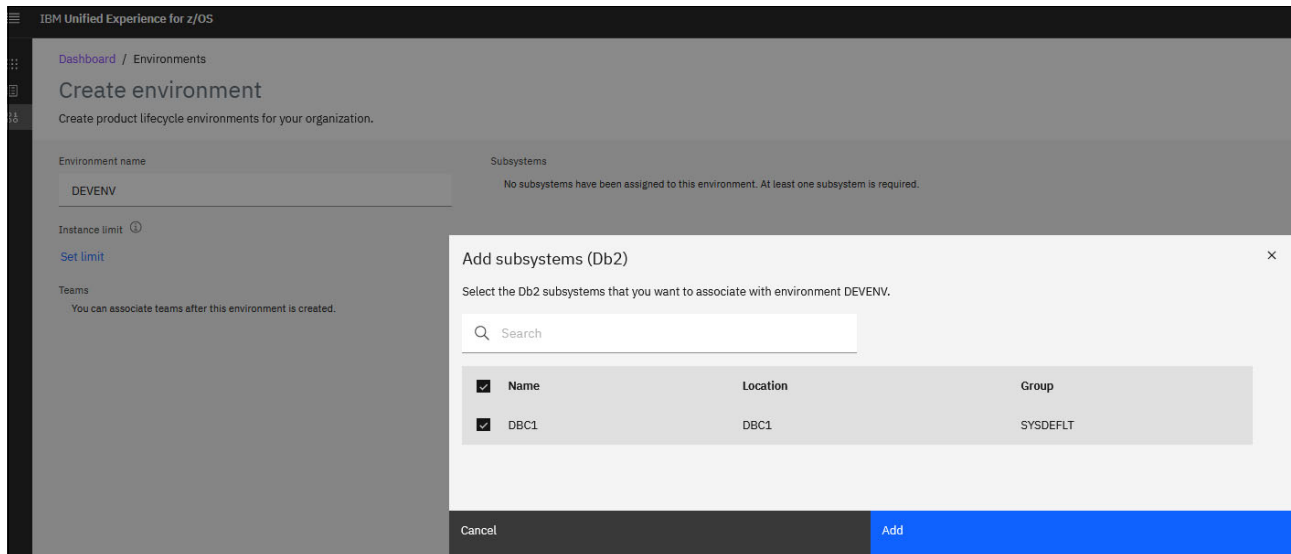 IBM Unified Experience for z/OS
Dashboard / Environments
Create environment
Create product lifecycle environments for your organization.
Environment name
DEVENV
Instance limit
Set limit
Teams
You can associate teams after this environment is created.
Subsystems
No subsystems have been assigned to this environment. At least one subsystem is required.
Add subsystems (Db2)
Select the Db2 subsystems that you want to associate with environment DEVENV.
Search
Name Location Group
DBC1 DBC1 SYSDEFLT
Cancel Add